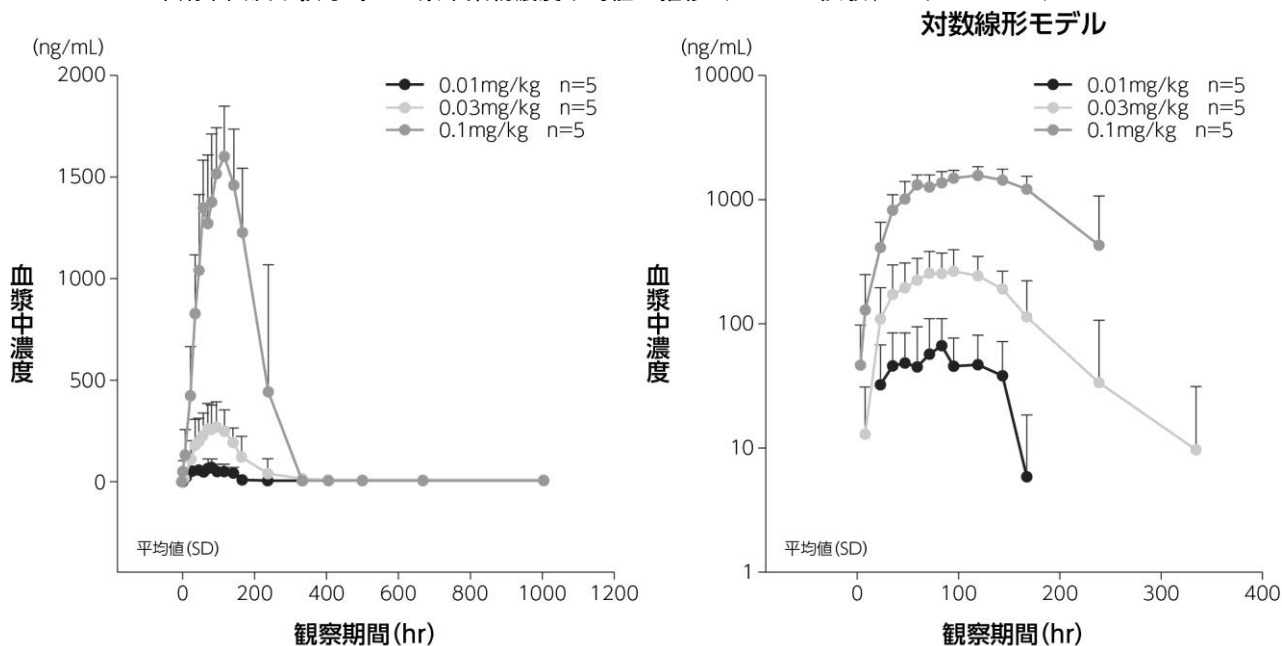 対数線形モデル
(ng/mL)
2000
1500
1000
500
0
0.01mg/kg n=5
0.03mg/kg n=5
0.1mg/kg n=5
血漿中濃度
平均値(SD)
0 200 400 600 800 1000 1200
観察期間(hr)
(ng/mL)
10000
1000
100
10
1
0.01mg/kg n=5
0.03mg/kg n=5
0.1mg/kg n=5
血漿中濃度
平均値(SD)
0 100 200 300 400
観察期間(hr)